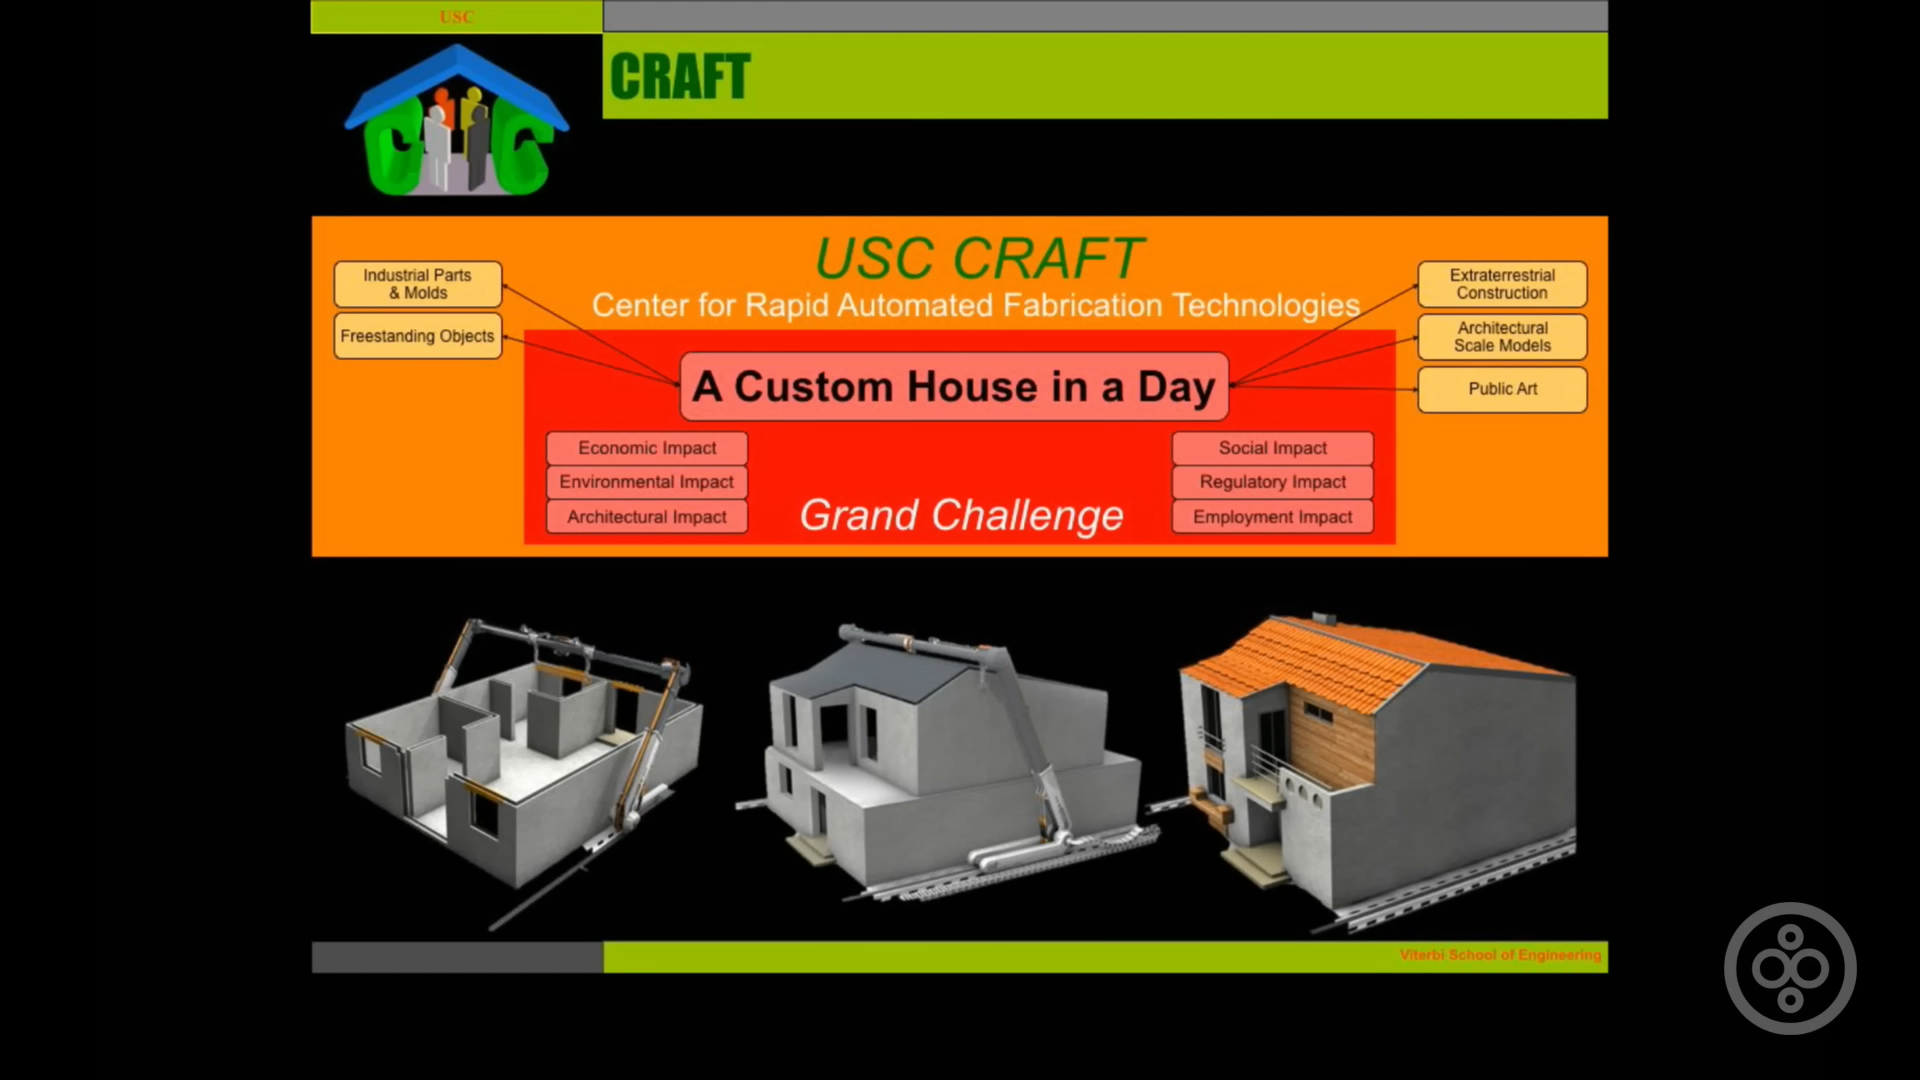 USC
CRAFT
USC CRAFT
Center for Rapid Automated Fabrication Technologies
Industrial Parts
& Molds
Freestanding Objects
Extraterrestrial
Construction
Architectural
Scale Models
Public Art
A Custom House in a Day
Economic Impact
Environmental Impact
Architectural Impact
Social Impact
Regulatory Impact
Employment Impact
Grand Challenge
Viterbi School of Engineering